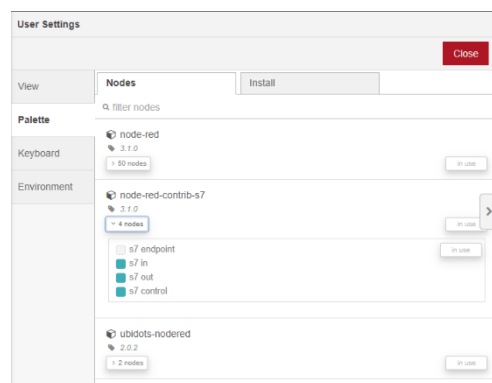 User Settings
Close
View
Palette
Keyboard
Environment
Nodes
Install
filter nodes
node-red
3.1.0
> 50 nodes
in use
node-red-contrib-s7
3.1.0
4 nodes
in use
s7 endpoint
in use
s7 in
s7 out
s7 control
ubidots-nodered
2.0.2
> 2 nodes
in use